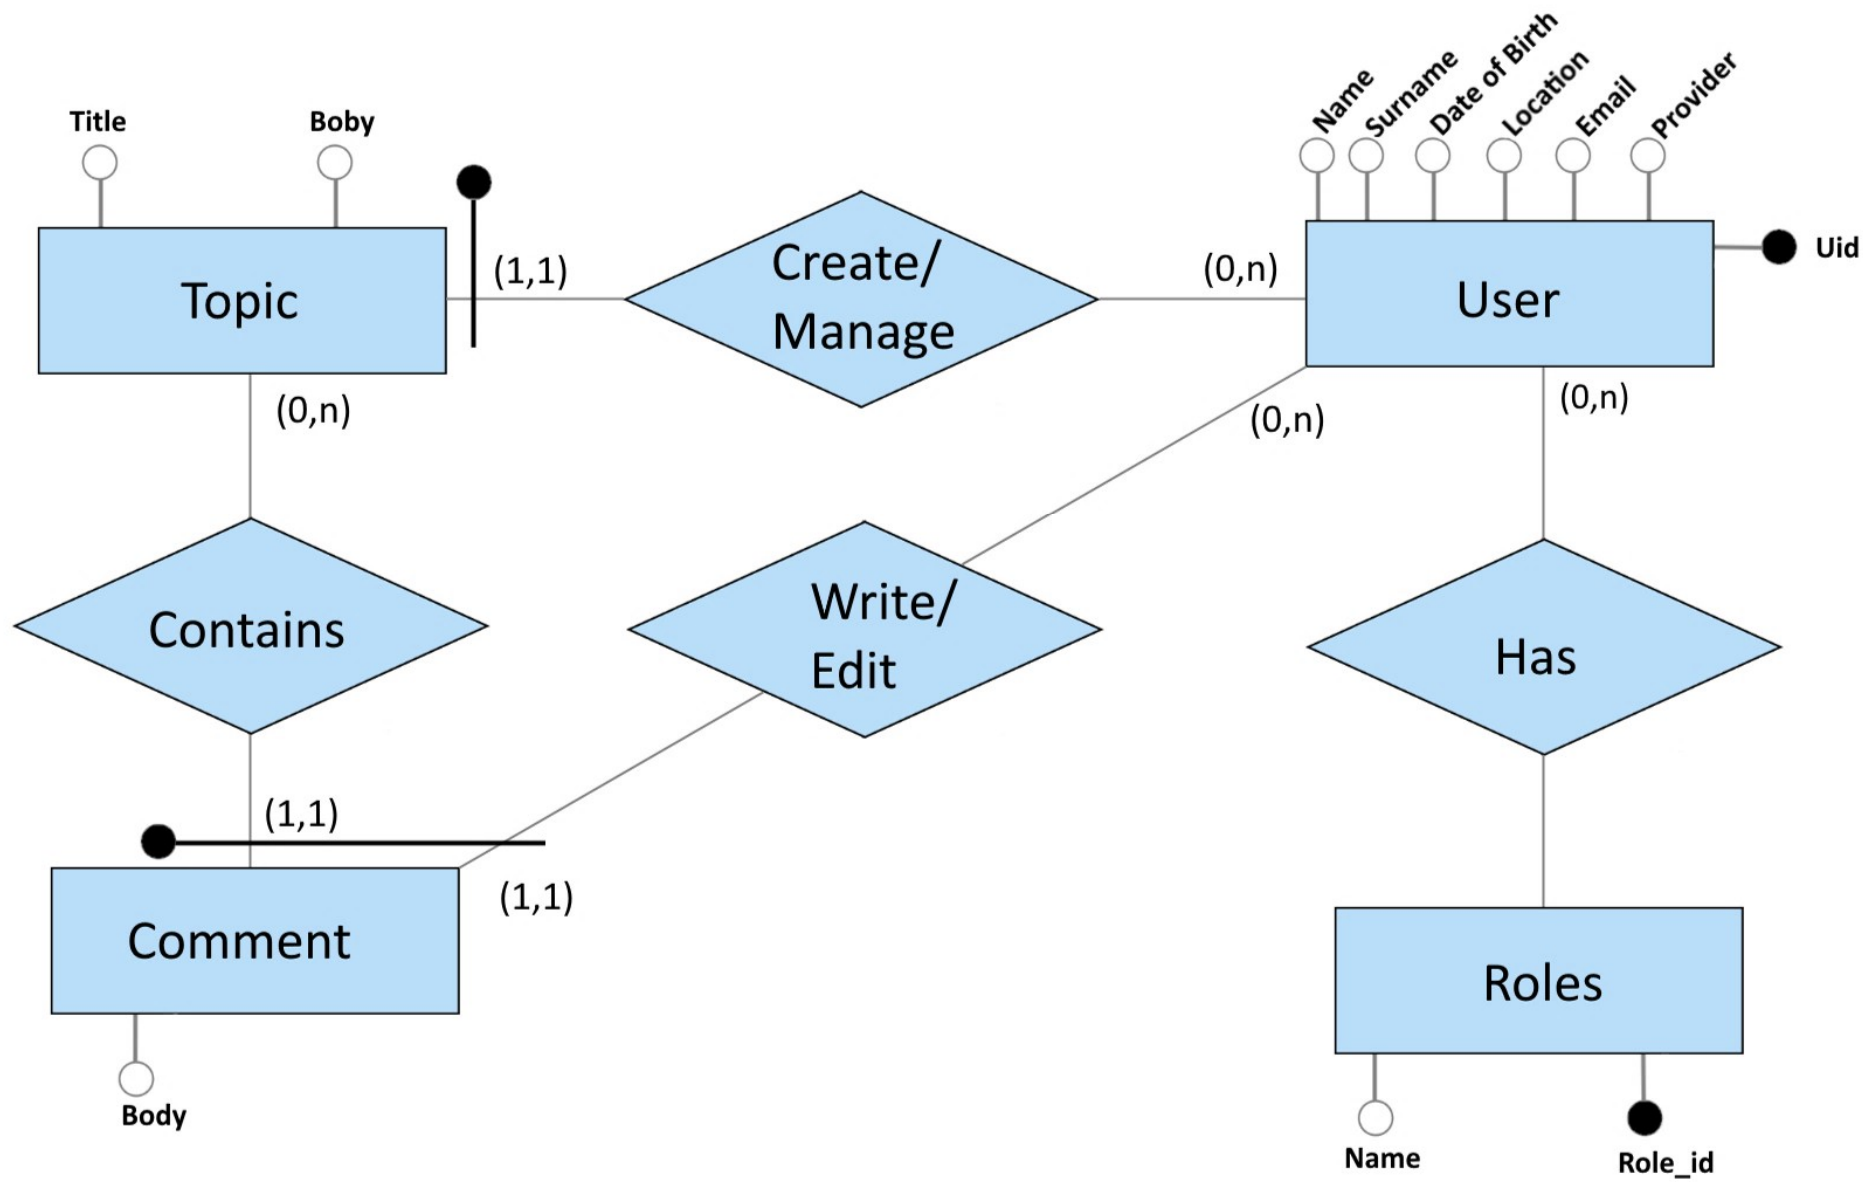 Name
Surname
Date of Birth
Location
Email
Provider
Title
Boby
Uid
Topic
(1,1)
Create/
Manage
(0,n)
User
(0,n)
(0,n)
(0,n)
Contains
Write/
Edit
Has
(1,1)
(1,1)
Comment
Roles
Body
Name
Role_id